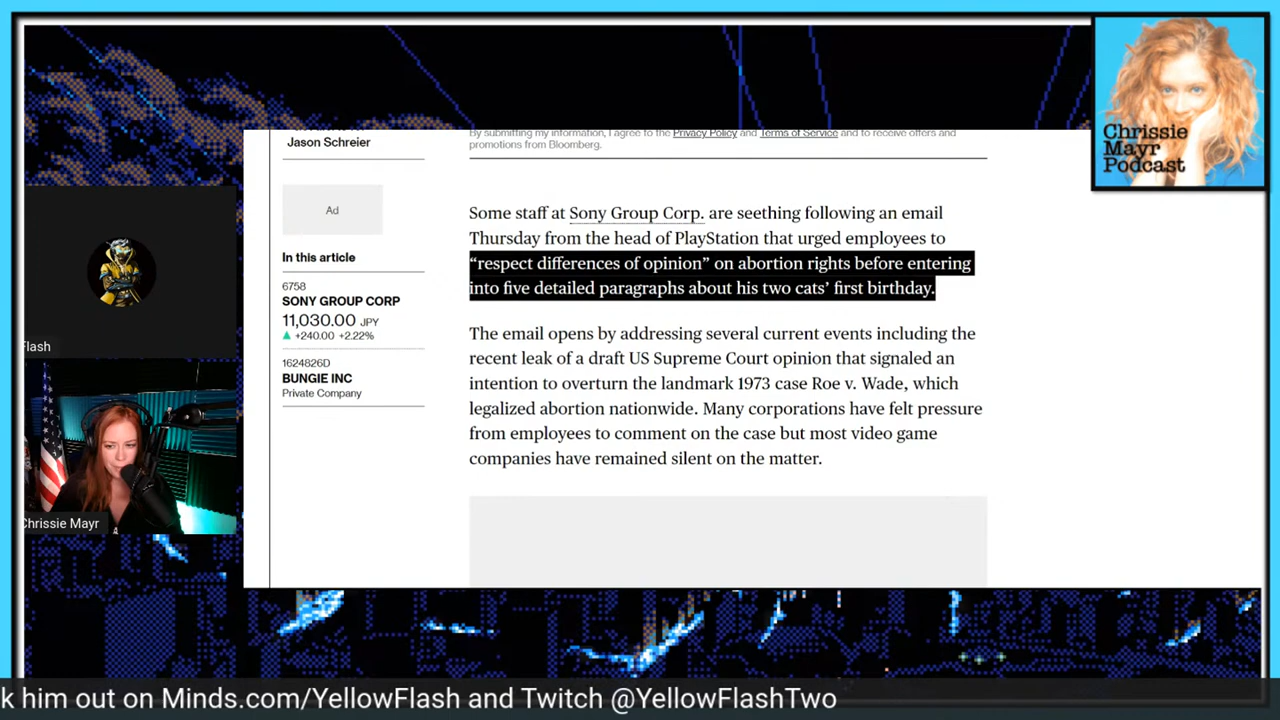 Chrissie
Mayr
Podcast
By submitting my information, I agree to the Privacy Policy and Terms of Service and to receive offers and
promotions from Bloomberg.
Jason Schreier
Ad
In this article
6758
SONY GROUP CORP
11,030.00 JPY
▲ +240.00 +2.22%
1624826D
BUNGIE INC
Private Company
Some staff at Sony Group Corp. are seething following an email
Thursday from the head of PlayStation that urged employees to
“respect differences of opinion” on abortion rights before entering
into five detailed paragraphs about his two cats’ first birthday.
The email opens by addressing several current events including the
recent leak of a draft US Supreme Court opinion that signaled an
intention to overturn the landmark 1973 case Roe v. Wade, which
legalized abortion nationwide. Many corporations have felt pressure
from employees to comment on the case but most video game
companies have remained silent on the matter.
Flash
Chrissie Mayr
k him out on Minds.com/YellowFlash and Twitch @YellowFlashTwo